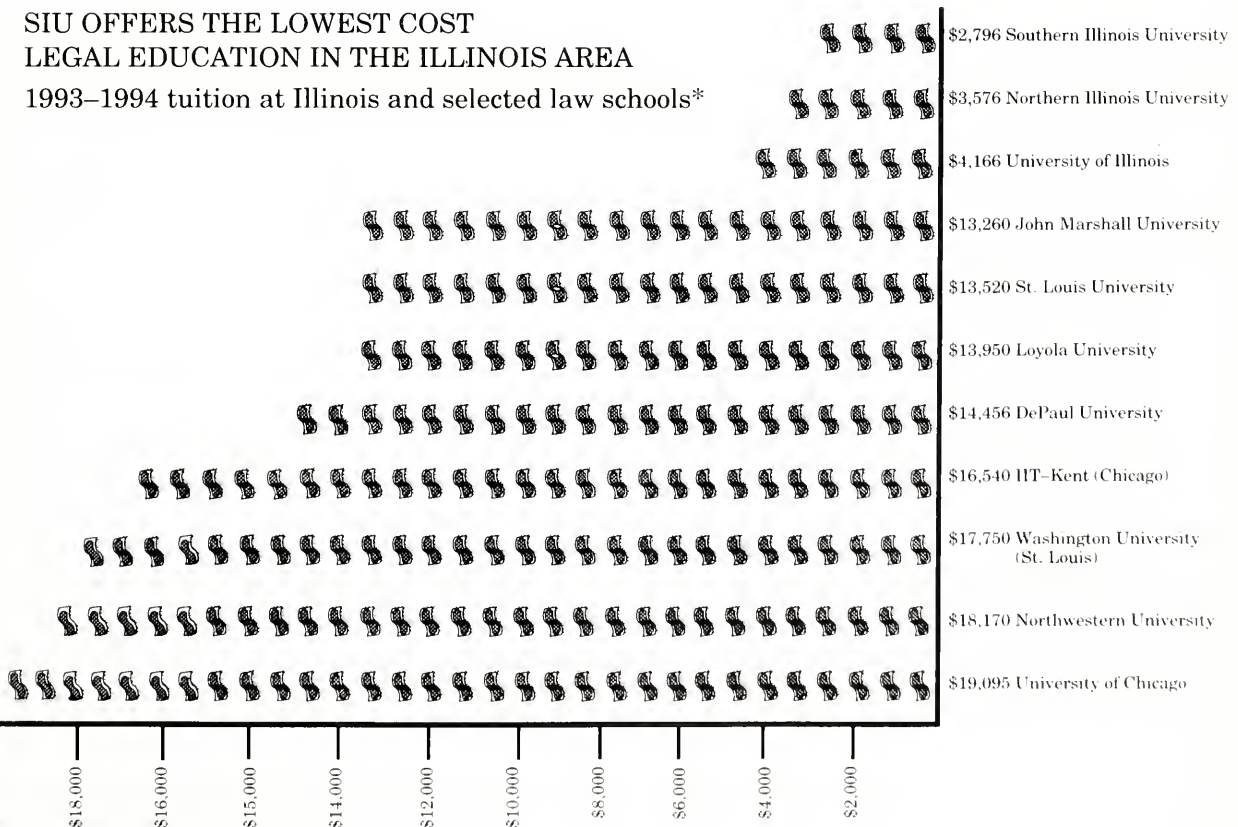 SIU OFFERS THE LOWEST COST
LEGAL EDUCATION IN THE ILLINOIS AREA
1993–1994 tuition at Illinois and selected law schools*
$2,796 Southern Illinois University
$3,576 Northern Illinois University
$4,166 University of Illinois
$13,260 John Marshall University
$13,520 St. Louis University
$13,950 Loyola University
$14,456 DePaul University
$16,540 IIT–Kent (Chicago)
$17,750 Washington University
(St. Louis)
$18,170 Northwestern University
$19,095 University of Chicago
$18,000
$16,000
$15,000
$14,000
$12,000
$10,000
$8,000
$6,000
$4,000
$2,000